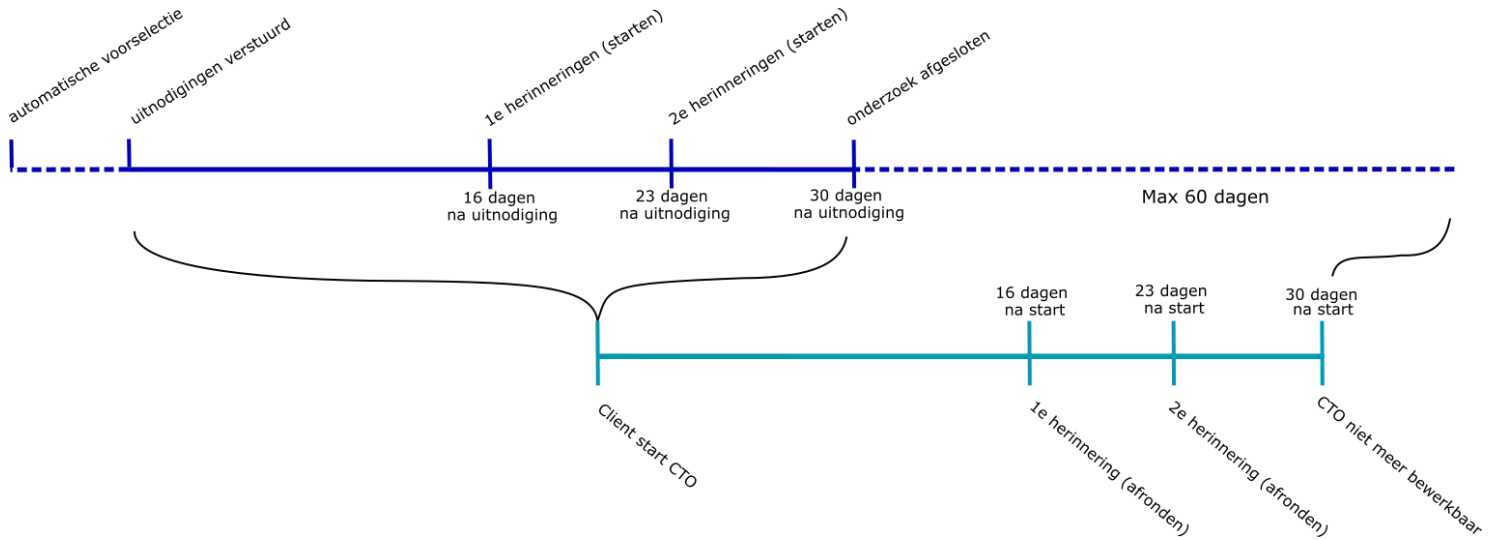 automatische voorselectie
uitnodigingen verstuurd
1e herinneringen (starten)
2e herinneringen (starten)
onderzoek afgesloten
16 dagen
na uitnodiging
23 dagen
na uitnodiging
30 dagen
na uitnodiging
Max 60 dagen
16 dagen
na start
23 dagen
na start
30 dagen
na start
Client start CTO
1e herinnering (afronden)
2e herinnering (afronden)
CTO niet meer bewerkbaar